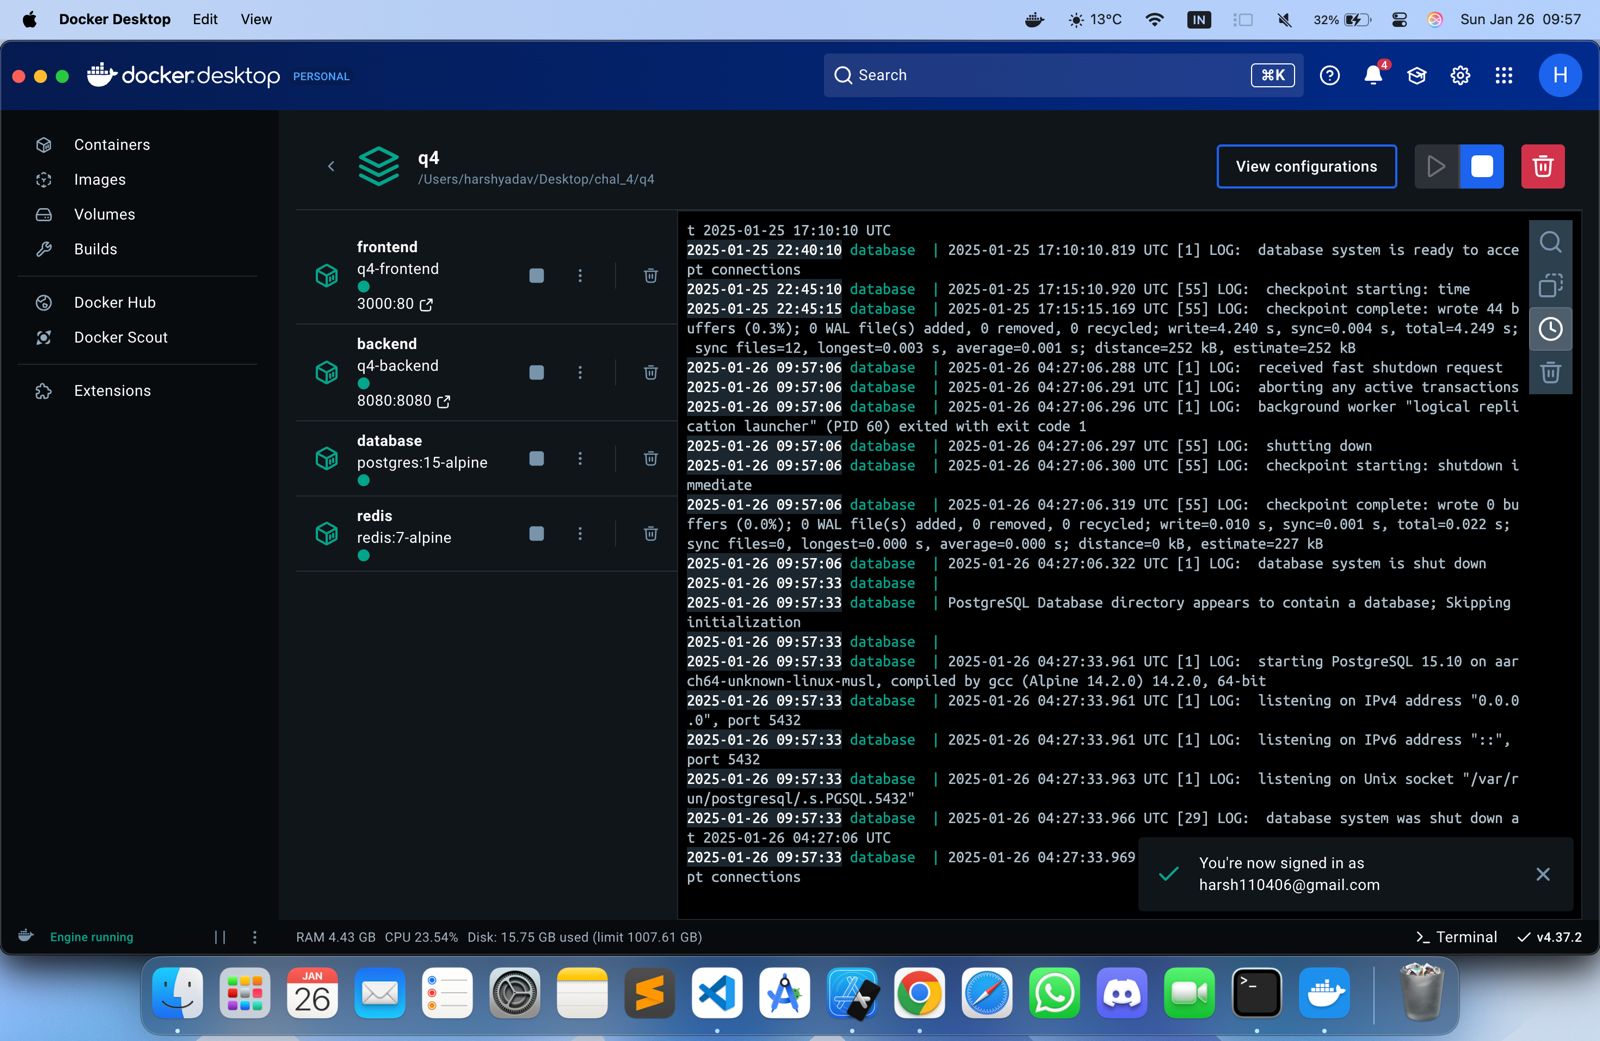 Docker Desktop Edit View 13°C IN 32% Sun Jan 26 09:57
docker.desktop PERSONAL Search ⌘K 4 H
Containers
Images
Volumes
Builds
Docker Hub
Docker Scout
Extensions
q4
/Users/harshyadav/Desktop/chal_4/q4
View configurations
frontend
q4-frontend
3000:80
backend
q4-backend
8080:8080
database
postgres:15-alpine
redis
redis:7-alpine
t 2025-01-25 17:10:10 UTC
2025-01-25 22:40:10 database | 2025-01-25 17:10:10.819 UTC [1] LOG: database system is ready to acce
pt connections
2025-01-25 22:45:10 database | 2025-01-25 17:15:10.920 UTC [55] LOG: checkpoint starting: time
2025-01-25 22:45:15 database | 2025-01-25 17:15:15.169 UTC [55] LOG: checkpoint complete: wrote 44 b
uffers (0.3%); 0 WAL file(s) added, 0 removed, 0 recycled; write=4.240 s, sync=0.004 s, total=4.249 s;
sync files=12, longest=0.003 s, average=0.001 s; distance=252 kB, estimate=252 kB
2025-01-26 09:57:06 database | 2025-01-26 04:27:06.288 UTC [1] LOG: received fast shutdown request
2025-01-26 09:57:06 database | 2025-01-26 04:27:06.291 UTC [1] LOG: aborting any active transactions
2025-01-26 09:57:06 database | 2025-01-26 04:27:06.296 UTC [1] LOG: background worker "logical repli
cation launcher" (PID 60) exited with exit code 1
2025-01-26 09:57:06 database | 2025-01-26 04:27:06.297 UTC [55] LOG: shutting down
2025-01-26 09:57:06 database | 2025-01-26 04:27:06.300 UTC [55] LOG: checkpoint starting: shutdown i
mmediate
2025-01-26 09:57:06 database | 2025-01-26 04:27:06.319 UTC [55] LOG: checkpoint complete: wrote 0 bu
ffers (0.0%); 0 WAL file(s) added, 0 removed, 0 recycled; write=0.010 s, sync=0.001 s, total=0.022 s;
sync files=0, longest=0.000 s, average=0.000 s; distance=0 kB, estimate=227 kB
2025-01-26 09:57:06 database | 2025-01-26 04:27:06.322 UTC [1] LOG: database system is shut down
2025-01-26 09:57:33 database |
2025-01-26 09:57:33 database | PostgreSQL Database directory appears to contain a database; Skipping
initialization
2025-01-26 09:57:33 database |
2025-01-26 09:57:33 database | 2025-01-26 04:27:33.961 UTC [1] LOG: starting PostgreSQL 15.10 on aar
ch64-unknown-linux-musl, compiled by gcc (Alpine 14.2.0) 14.2.0, 64-bit
2025-01-26 09:57:33 database | 2025-01-26 04:27:33.961 UTC [1] LOG: listening on IPv4 address "0.0.0
.0", port 5432
2025-01-26 09:57:33 database | 2025-01-26 04:27:33.961 UTC [1] LOG: listening on IPv6 address "::",
port 5432
2025-01-26 09:57:33 database | 2025-01-26 04:27:33.963 UTC [1] LOG: listening on Unix socket "/var/r
un/postgresql/.s.PGSQL.5432"
2025-01-26 09:57:33 database | 2025-01-26 04:27:33.966 UTC [29] LOG: database system was shut down a
t 2025-01-26 04:27:06 UTC
2025-01-26 09:57:33 database | 2025-01-26 04:27:33.969
pt connections
You're now signed in as
harsh110406@gmail.com
Engine running RAM 4.43 GB CPU 23.54% Disk: 15.75 GB used (limit 1007.61 GB) Terminal v4.37.2
JAN
26